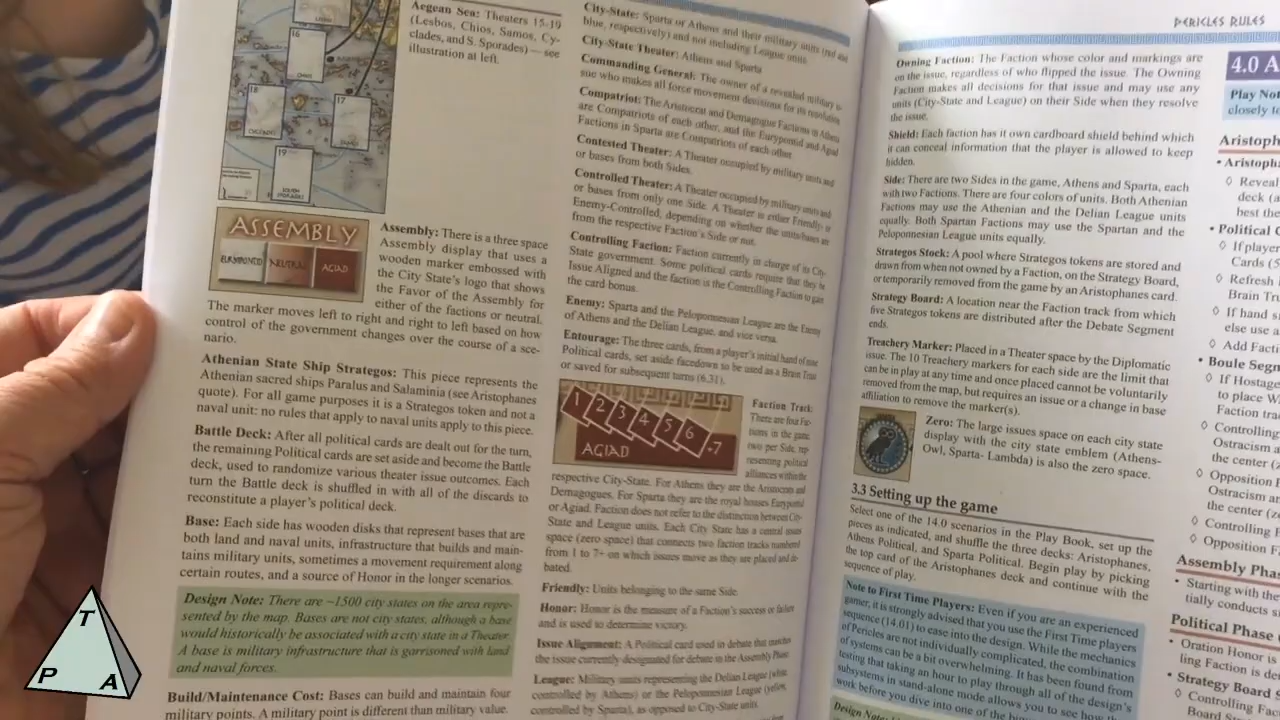 Aegean Sea: Theaters 15-19
(Lesbos, Chios, Samos, Cy-
clades, and S. Sporades) — see
illustration at left.
16
18
17
19
ASSEMBLY
EURYPONTID NEUTRAL AGIAD
Assembly: There is a three space
Assembly display that uses a
wooden marker embossed with
the City State's logo that shows
the Favor of the Assembly for
either of the factions or neutral.
The marker moves left to right and right to left based on how
control of the government changes over the course of a sce-
nario.
Athenian State Ship Strategos: This piece represents the
Athenian sacred ships Paralus and Salaminia (see Aristophanes
quote). For all game purposes it is a Strategos token and not a
naval unit: no rules that apply to naval units apply to this piece.
Battle Deck: After all political cards are dealt out for the turn,
the remaining Political cards are set aside and become the Battle
deck, used to randomize various theater issue outcomes. Each
turn the Battle deck is shuffled in with all of the discards to
reconstitute a player's political deck.
Base: Each side has wooden disks that represent bases that are
both land and naval units, infrastructure that builds and main-
tains military units, sometimes a movement requirement along
certain routes, and a source of Honor in the longer scenarios.
Design Note: There are ~1500 city states on the area repre-
sented by the map. Bases are not city states, although a base
would historically be associated with a city state in a Theater.
A base is military infrastructure that is garrisoned with land
and naval forces.
Build/Maintenance Cost: Bases can build and maintain four
military points. A military point is different than military value.
City-State: Sparta or Athens and their military units (red and
blue, respectively) and not including League units.
City-State Theater: Athens and Sparta
Commanding General: The owner of a revealed military is-
sue who makes all force movement decisions for its resolution
Compatriot: The Aristocrat and Demagogue Factions in Athens
are Compatriots of each other, and the Eurypontid and Agiad
Factions in Sparta are Compatriots of each other.
Contested Theater: A Theater occupied by military units and
or bases from both Sides.
Controlled Theater: A Theater occupied by military units and
or bases from only one Side. A Theater is either Friendly- or
Enemy-Controlled, depending on whether the units/bases are
from the respective Faction's Side or not.
Controlling Faction: Faction currently in charge of its City-
State government. Some political cards require that they be
Issue Aligned and the faction is the Controlling Faction to gain
the card bonus.
Enemy: Sparta and the Peloponnesian League are the Enemy
of Athens and the Delian League, and vice versa.
Entourage: The three cards, from a player's initial hand of nine
Political cards, set aside facedown to be used as a Brain Trust
or saved for subsequent turns (6.31).
1 2 3 4 5 6 +7
AGIAD
Faction Track:
There are four Fac-
tions in the game,
two per Side, rep-
resenting political
alliances within the
respective City-State. For Athens they are the Aristocrats and
Demagogues. For Sparta they are the royal houses Eurypontid
or Agiad. Faction does not refer to the distinction between City-
State and League units. Each City State has a central issues
space (zero space) that connects two faction tracks numbered
from 1 to 7+ on which issues move as they are placed and de-
bated.
Friendly: Units belonging to the same Side.
Honor: Honor is the measure of a Faction's success or failure
and is used to determine victory.
Issue Alignment: A Political card used in debate that matches
the issue currently designated for debate in the Assembly Phase.
League: Military units representing the Delian League (white,
controlled by Athens) or the Peloponnesian League (yellow,
controlled by Sparta), as opposed to City-State units.
PERICLES RULES
Owning Faction: The Faction whose color and markings are
on the issue, regardless of who flipped the issue. The Owning
Faction makes all decisions for that issue and may use any
units (City-State and League) on their Side when they resolve
the issue.
Shield: Each faction has it own cardboard shield behind which
it can conceal information that the player is allowed to keep
hidden.
Side: There are two Sides in the game, Athens and Sparta, each
with two Factions. There are four colors of units. Both Athenian
Factions may use the Athenian and the Delian League units
equally. Both Spartan Factions may use the Spartan and the
Peloponnesian League units equally.
Strategos Stock: A pool where Strategos tokens are stored and
drawn from when not owned by a Faction, on the Strategy Board,
or temporarily removed from the game by an Aristophanes card.
Strategy Board: A location near the Faction track from which
five Strategos tokens are distributed after the Debate Segment
ends.
Treachery Marker: Placed in a Theater space by the Diplomatic
issue. The 10 Treachery markers for each side are the limit that
can be in play at any time and once placed cannot be voluntarily
removed from the map, but requires an issue or a change in base
affiliation to remove the marker(s).
Zero: The large issues space on each city state
display with the city state emblem (Athens-
Owl, Sparta- Lambda) is also the zero space.
3.3 Setting up the game
Select one of the 14.0 scenarios in the Play Book, set up the
pieces as indicated, and shuffle the three decks: Aristophanes,
Athens Political, and Sparta Political. Begin play by picking
the top card of the Aristophanes deck and continue with the
sequence of play.
Note to First Time Players: Even if you are an experienced
gamer, it is strongly advised that you use the First Time players
sequence (14.01) to ease into the design. While the mechanics
of Pericles are not individually complicated, the combination
of systems can be a bit overwhelming. It has been found from
testing that taking an hour to play through all of the design's
subsystems in stand-alone mode allows you to see how the
work before you dive into one of the
Design Note:
4.0 A
Play Not
closely to
Aristoph
• Aristoph
◊ Reveal
deck (a
best the
• Political C
◊ If player
Cards (5
◊ Refresh
Brain Tr
◊ If hand s
else use a
◊ Add Facti
• Boule Segm
◊ If Hostage
to place W
Faction tra
◊ Controlling
Ostracism a
the center (z
◊ Opposition F
Ostracism an
the center (ze
◊ Controlling F
◊ Opposition F
Assembly Phas
• Starting with the
tially conducts s
Political Phase
• Oration Honor is
ling Faction is de
• Strategy Board S
◊ Controlling Fac
Board Seg
T
P A